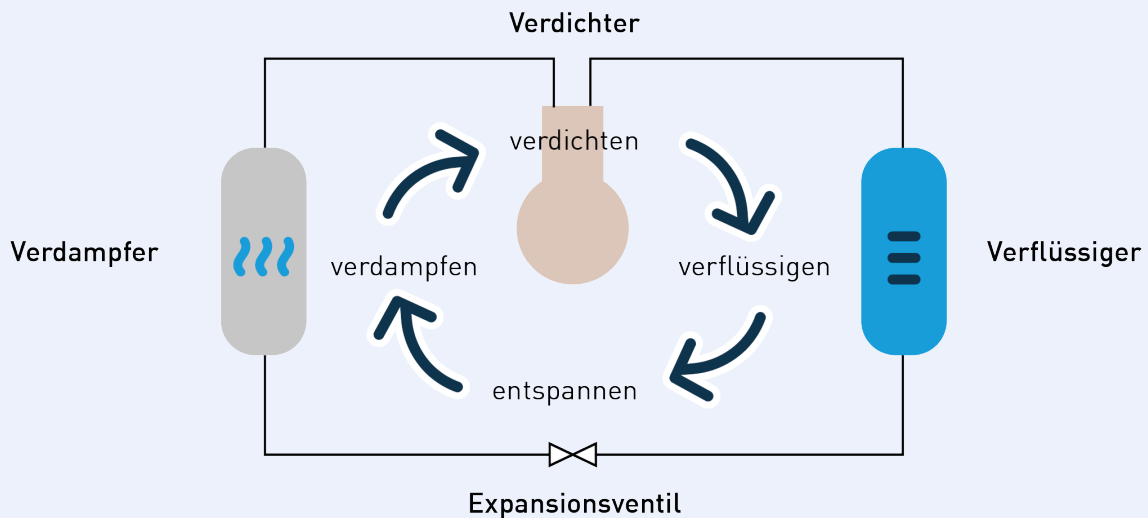 Verdichter
verdichten
Verdampfer
verdampfen
verflüssigen
Verflüssiger
entspannen
Expansionsventil